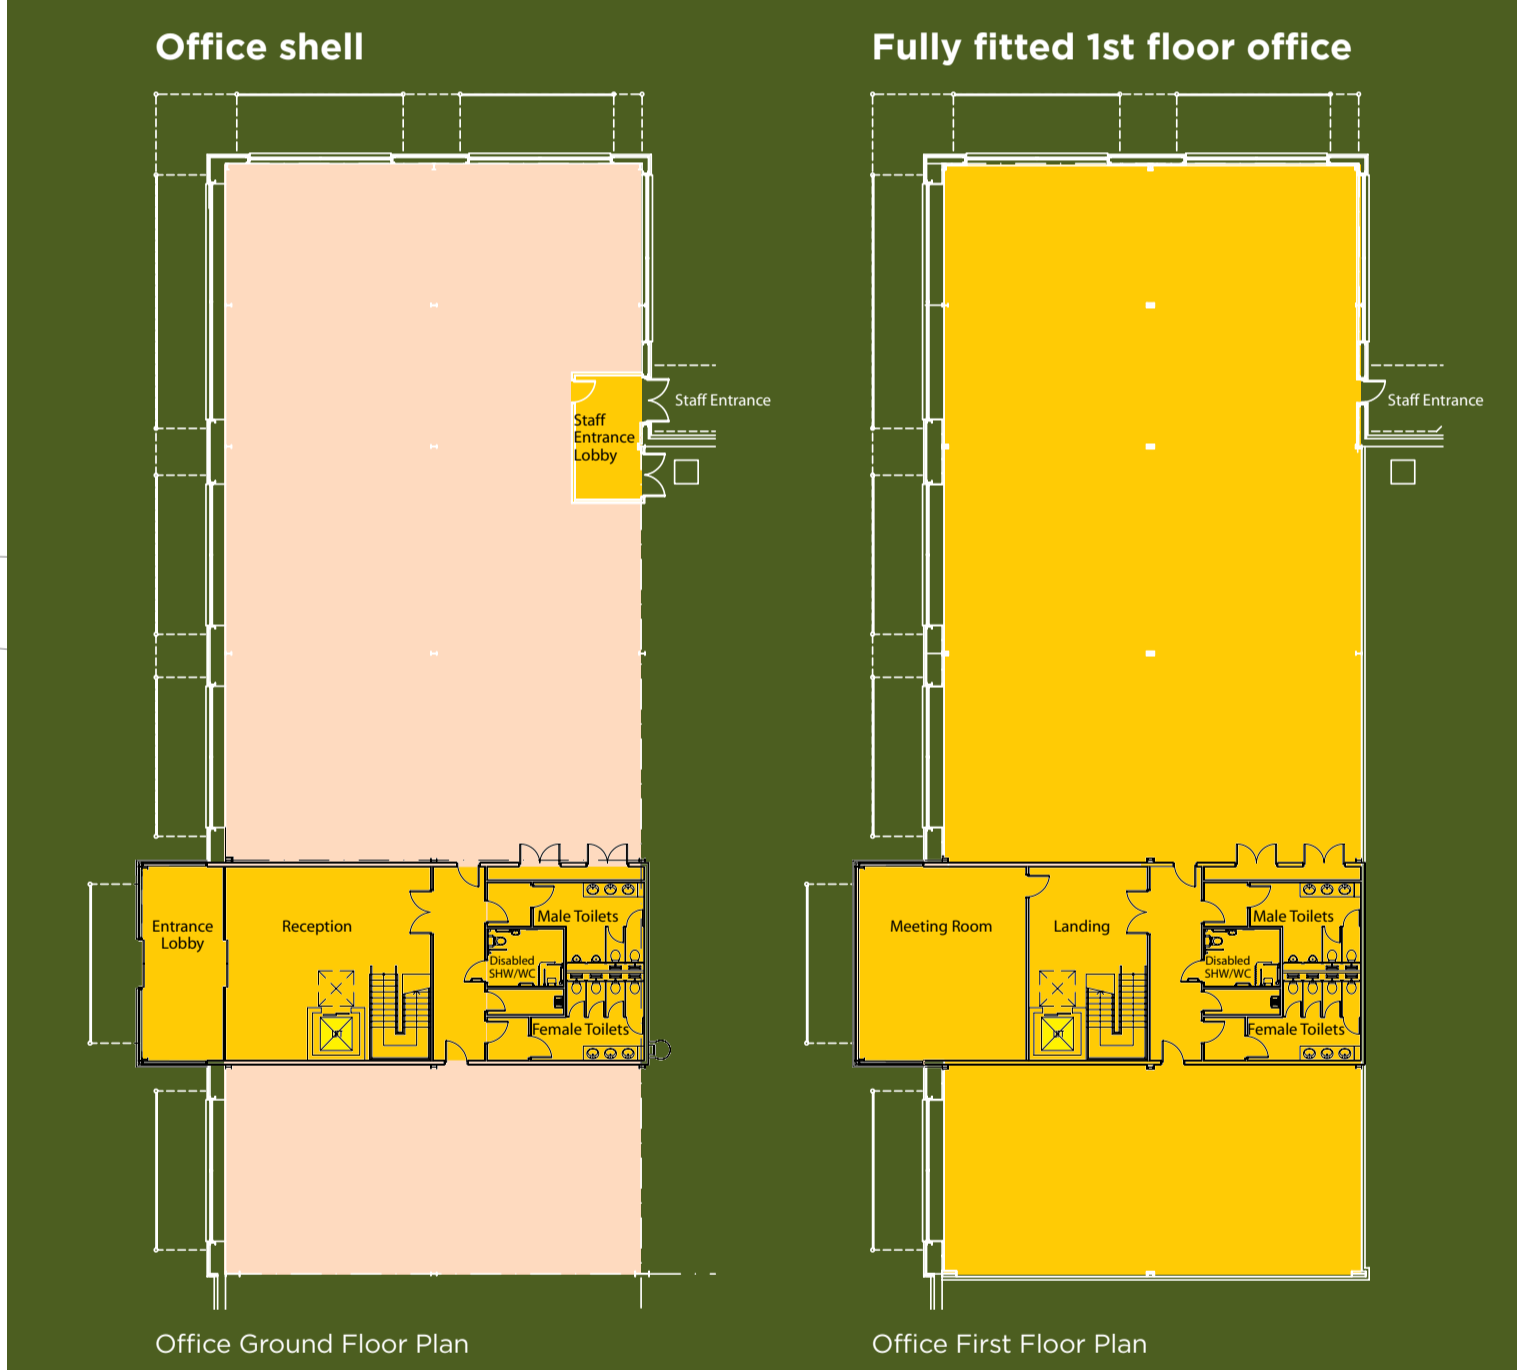 Office shell
Fully fitted 1st floor office
Staff Entrance
Staff
Entrance
Lobby
Staff Entrance
Entrance
Lobby
Reception
Male Toilets
Disabled
SHW/WC
Female Toilets
Meeting Room
Landing
Male Toilets
Disabled
SHW/WC
Female Toilets
Office Ground Floor Plan
Office First Floor Plan